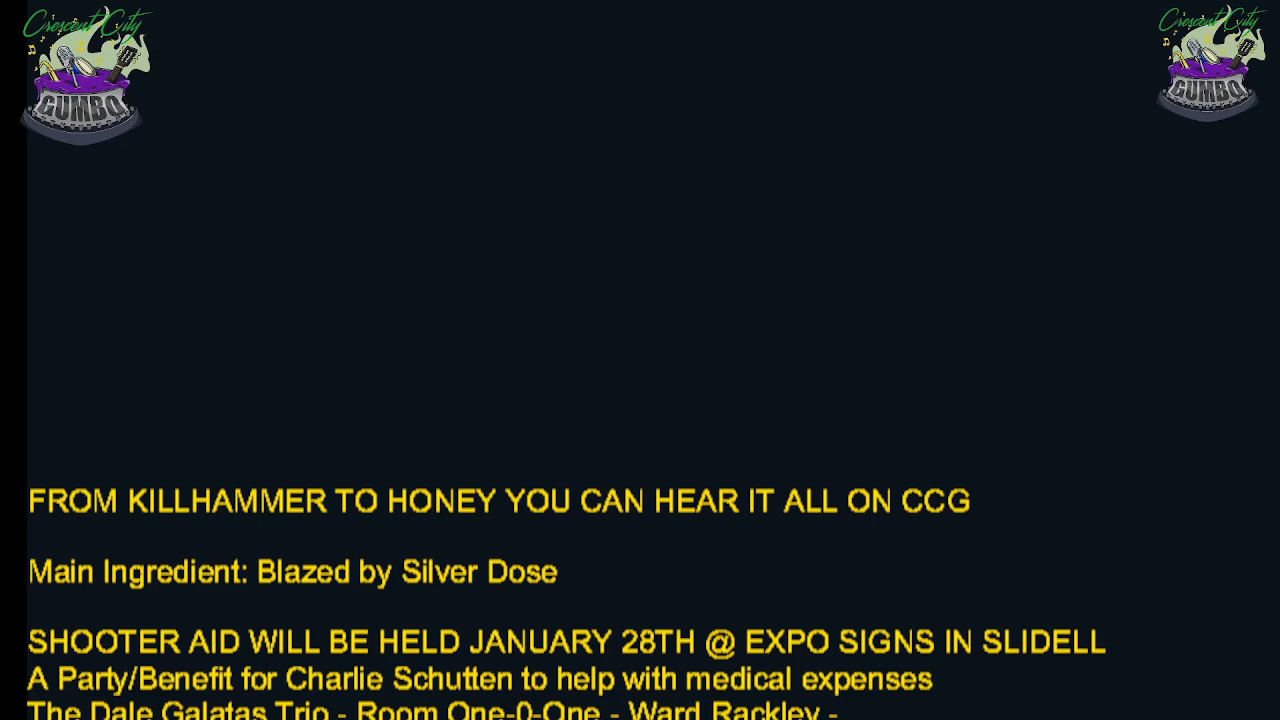 Crescent City
GUMBO
Crescent City
GUMBO
FROM KILLHAMMER TO HONEY YOU CAN HEAR IT ALL ON CCG
Main Ingredient: Blazed by Silver Dose
SHOOTER AID WILL BE HELD JANUARY 28TH @ EXPO SIGNS IN SLIDELL
A Party/Benefit for Charlie Schutten to help with medical expenses
The Dale Galatas Trio - Room One-0-One - Ward Rackley -